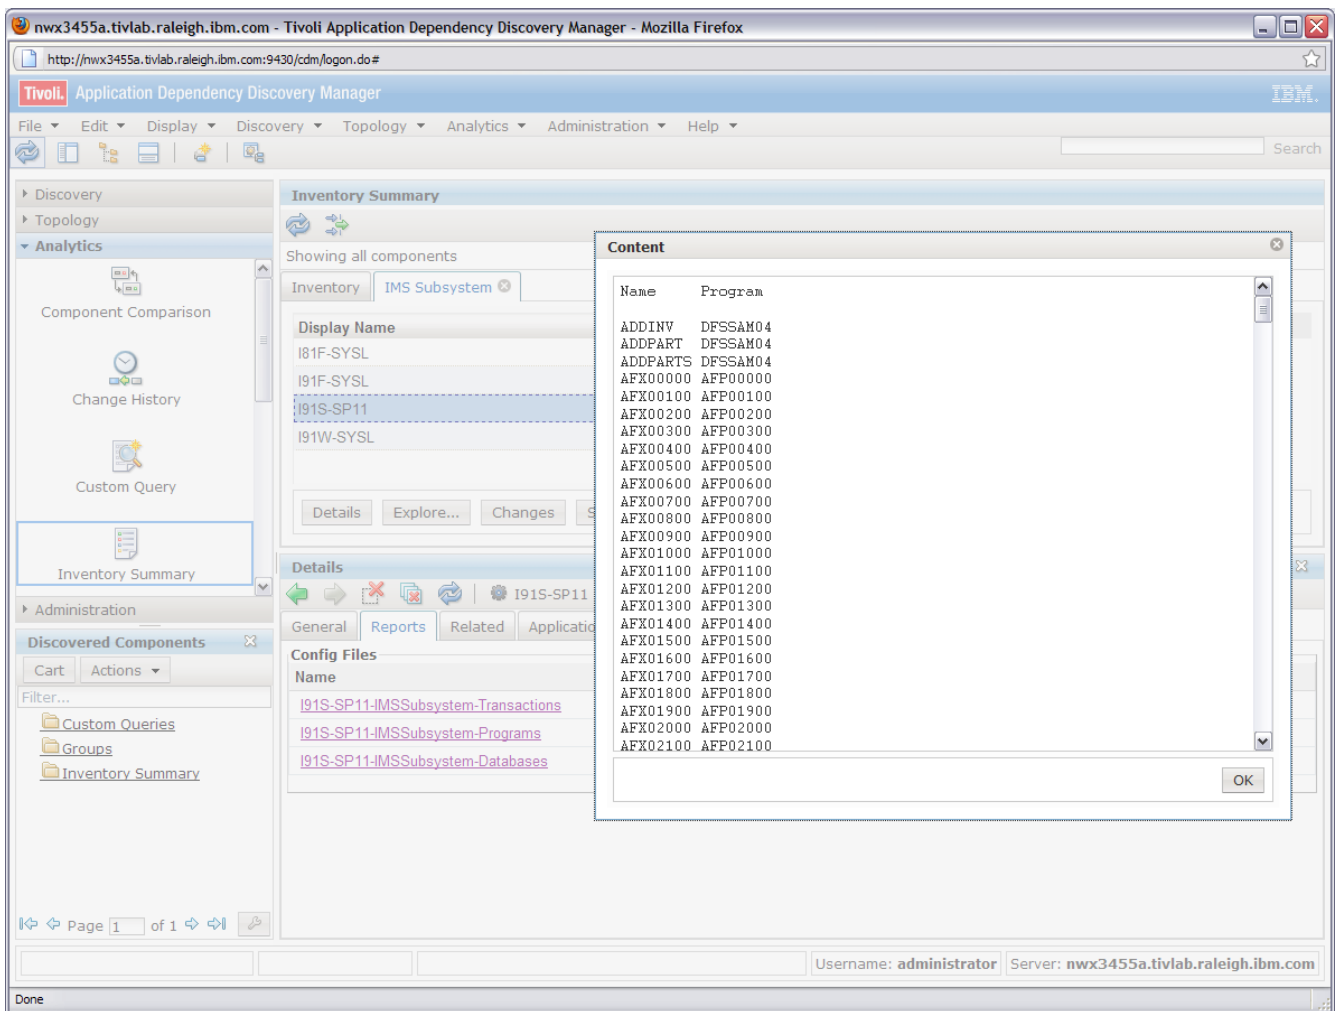 nwx3455a.tivlab.raleigh.ibm.com - Tivoli Application Dependency Discovery Manager - Mozilla Firefox
http://nwx3455a.tivlab.raleigh.ibm.com:9430/cdm/logon.do#
Tivoli. Application Dependency Discovery Manager IBM.
File Edit Display Discovery Topology Analytics Administration Help
Search
Discovery
Topology
Analytics
Component Comparison
Change History
Custom Query
Inventory Summary
Administration
Discovered Components
Cart Actions
Filter...
Custom Queries
Groups
Inventory Summary
Page 1 of 1
Inventory Summary
Showing all components
Inventory IMS Subsystem
Display Name
I81F-SYSL
I91F-SYSL
I91S-SP11
I91W-SYSL
Details Explore... Changes S
Details
I91S-SP11
General Reports Related Applicatio
Config Files
Name
I91S-SP11-IMSSubsystem-Transactions
I91S-SP11-IMSSubsystem-Programs
I91S-SP11-IMSSubsystem-Databases
Content
Name Program
ADDINV DFSSAM04
ADDPART DFSSAM04
ADDPARTS DFSSAM04
AFX00000 AFP00000
AFX00100 AFP00100
AFX00200 AFP00200
AFX00300 AFP00300
AFX00400 AFP00400
AFX00500 AFP00500
AFX00600 AFP00600
AFX00700 AFP00700
AFX00800 AFP00800
AFX00900 AFP00900
AFX01000 AFP01000
AFX01100 AFP01100
AFX01200 AFP01200
AFX01300 AFP01300
AFX01400 AFP01400
AFX01500 AFP01500
AFX01600 AFP01600
AFX01700 AFP01700
AFX01800 AFP01800
AFX01900 AFP01900
AFX02000 AFP02000
AFX02100 AFP02100
OK
Username: administrator Server: nwx3455a.tivlab.raleigh.ibm.com
Done